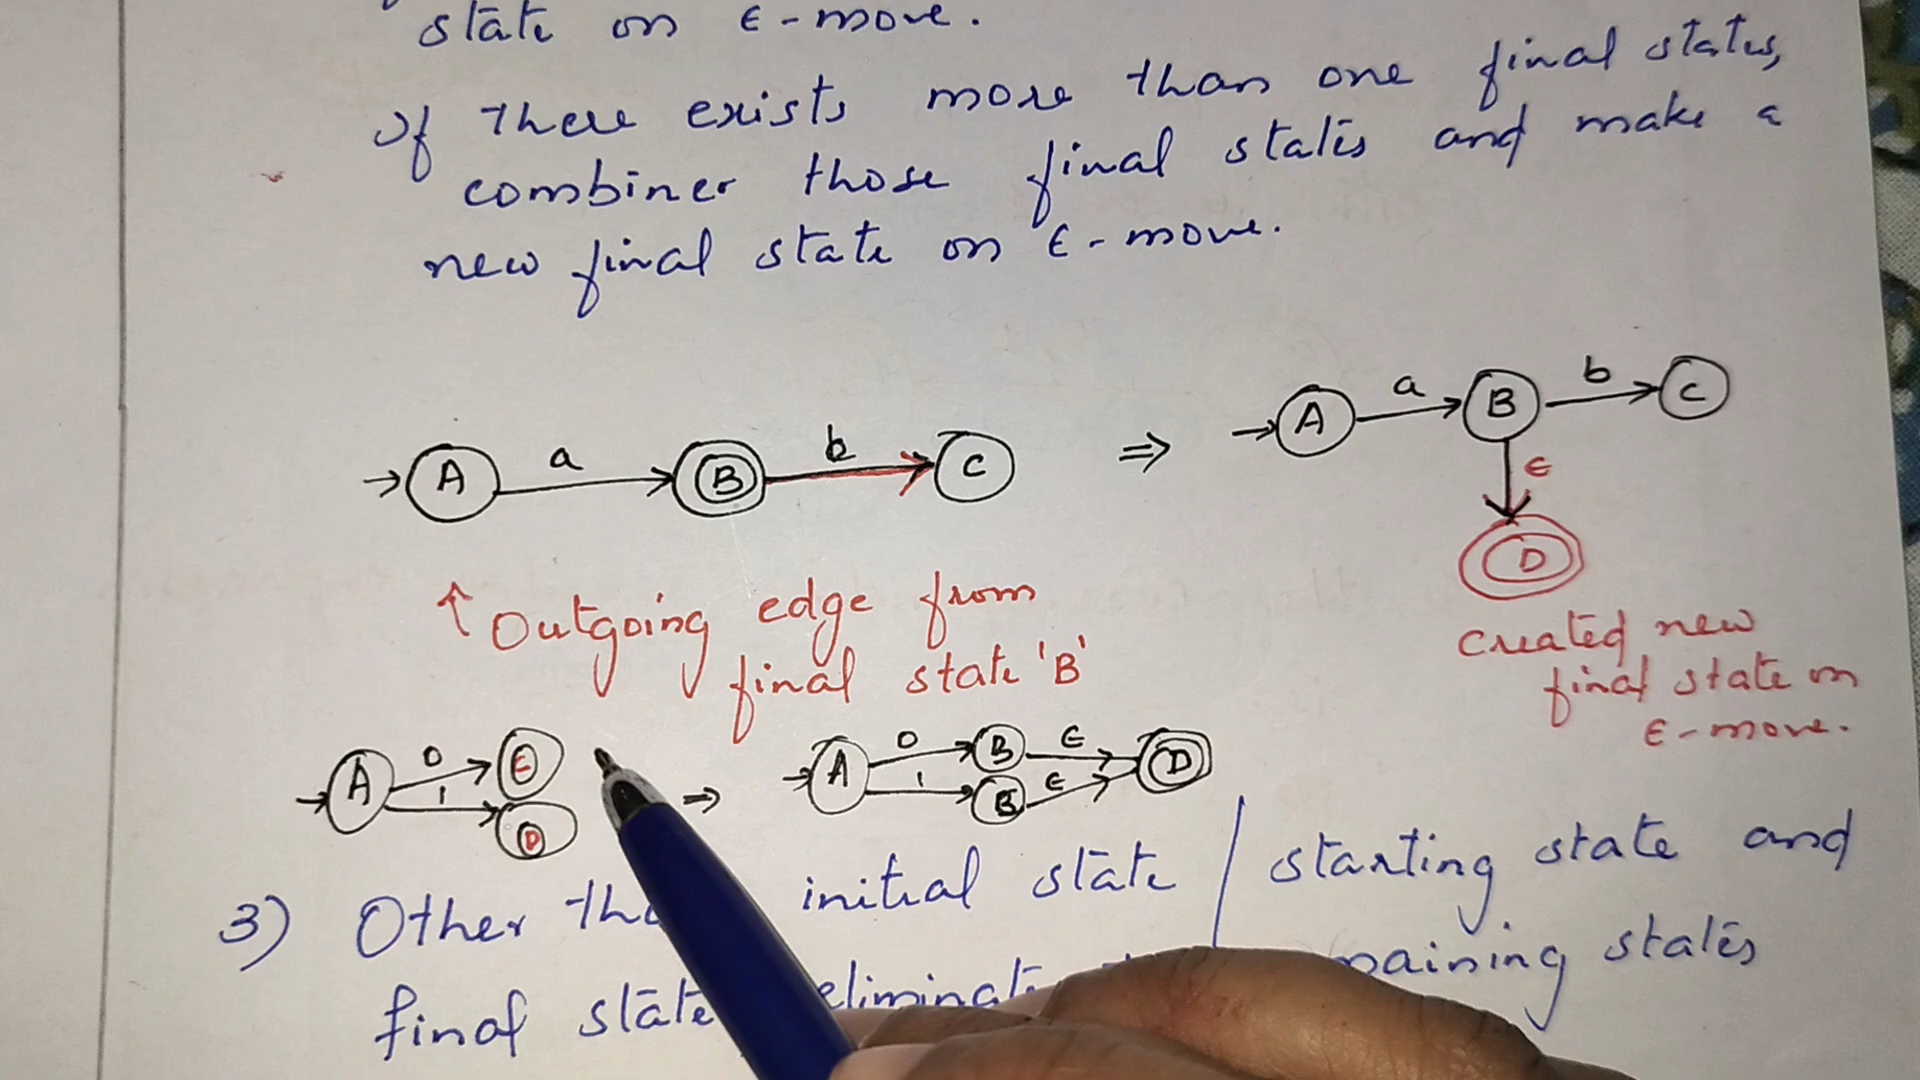 state on ε-move.
If there exists more than one final states,
combiner those final states and make a
new final state on ε-move.
→ A a B b C ⇒ → A a B b C
ε
D
↑ Outgoing edge from
final state 'B'
created new
final state on
ε-move.
→ A 0 E 1 D ⇒ → A 0 B ε 1 B ε D
3) Other initial state / starting state and
final state states